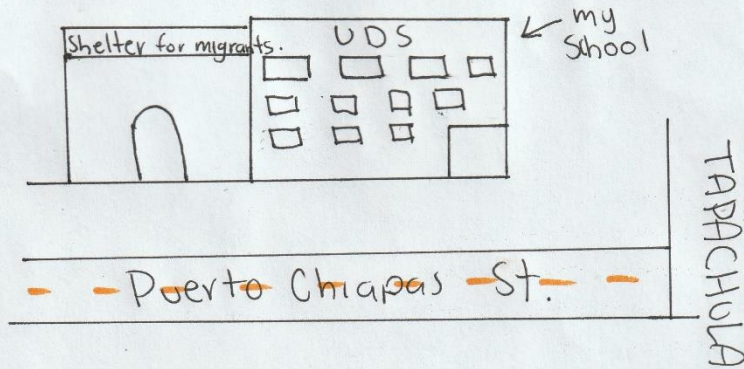 Shelter for migrants.
UDS
my
School
Puerto Chiapas St.
TAPACHULA